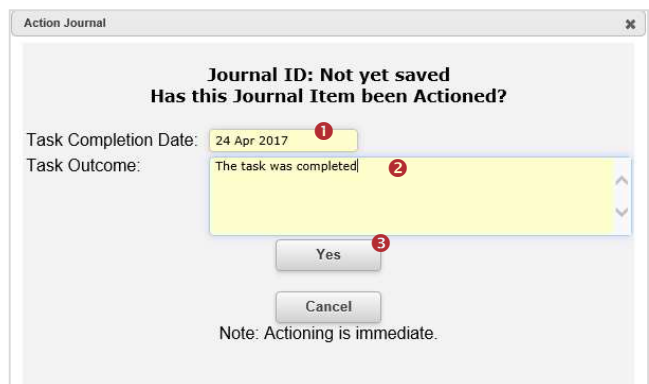 Action Journal
Journal ID: Not yet saved
Has this Journal Item been Actioned?
Task Completion Date: 24 Apr 2017 1
Task Outcome: The task was completed 2
3
Yes
Cancel
Note: Actioning is immediate.